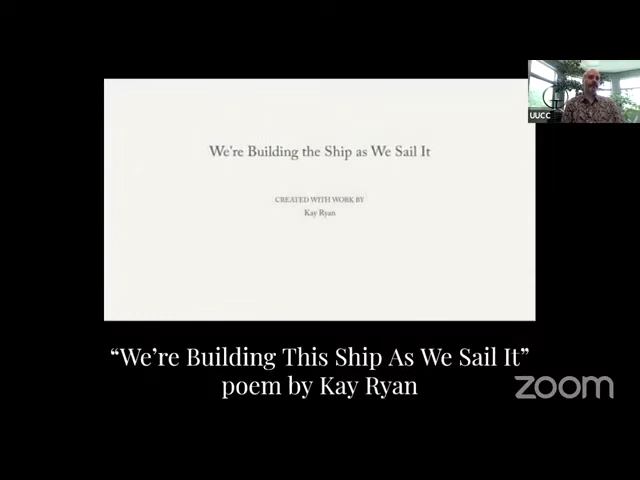 We're Building the Ship as We Sail It
CREATED WITH WORK BY
Kay Ryan
UUCC
“We’re Building This Ship As We Sail It”
poem by Kay Ryan
zoom